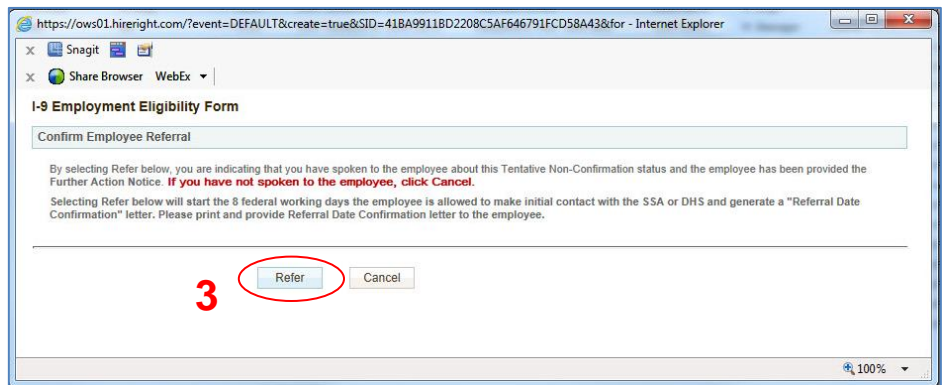 https://ows01.hireright.com/?event=DEFAULT&create=true&SID=41BA9911BD2208C5AF646791FCD58A43&for - Internet Explorer
x Snagit
x Share Browser WebEx
I-9 Employment Eligibility Form
Confirm Employee Referral
By selecting Refer below, you are indicating that you have spoken to the employee about this Tentative Non-Confirmation status and the employee has been provided the
Further Action Notice. If you have not spoken to the employee, click Cancel.
Selecting Refer below will start the 8 federal working days the employee is allowed to make initial contact with the SSA or DHS and generate a "Referral Date
Confirmation" letter. Please print and provide Referral Date Confirmation letter to the employee.
Refer Cancel
3
100%